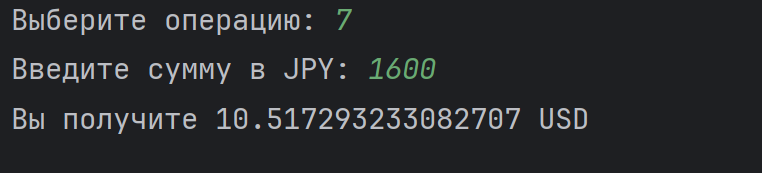 Выберите операцию: 7
Введите сумму в JPY: 1600
Вы получите 10.517293233082707 USD